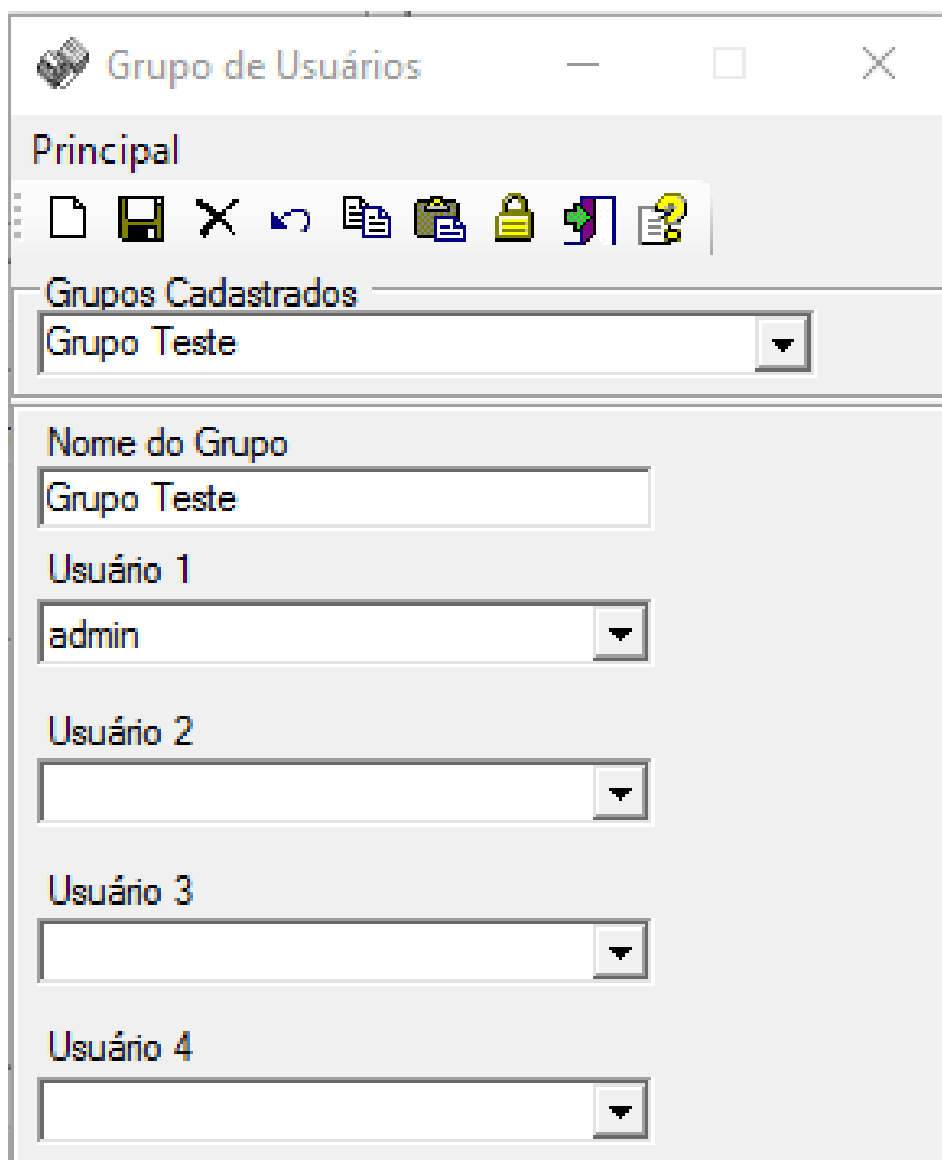 Grupo de Usuários
Principal
Grupos Cadastrados
Grupo Teste
Nome do Grupo
Grupo Teste
Usuário 1
admin
Usuário 2
Usuário 3
Usuário 4